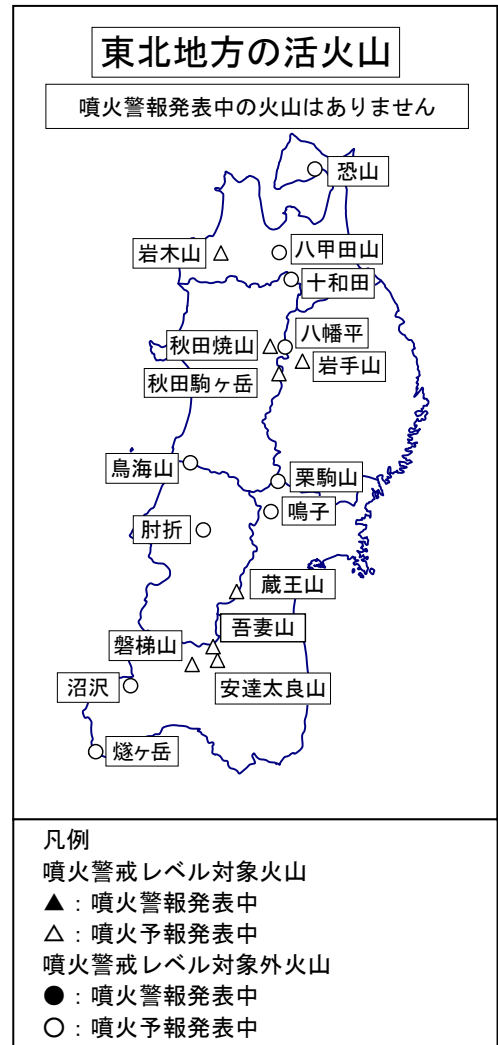 東北地方の活火山
噴火警報発表中の火山はありません
恐山
岩木山
八甲田山
十和田
秋田焼山
八幡平
岩手山
秋田駒ヶ岳
鳥海山
栗駒山
鳴子
肘折
蔵王山
吾妻山
磐梯山
沼沢
安達太良山
燧ヶ岳
凡例
噴火警戒レベル対象火山
▲：噴火警報発表中
△：噴火予報発表中
噴火警戒レベル対象外火山
●：噴火警報発表中
○：噴火予報発表中